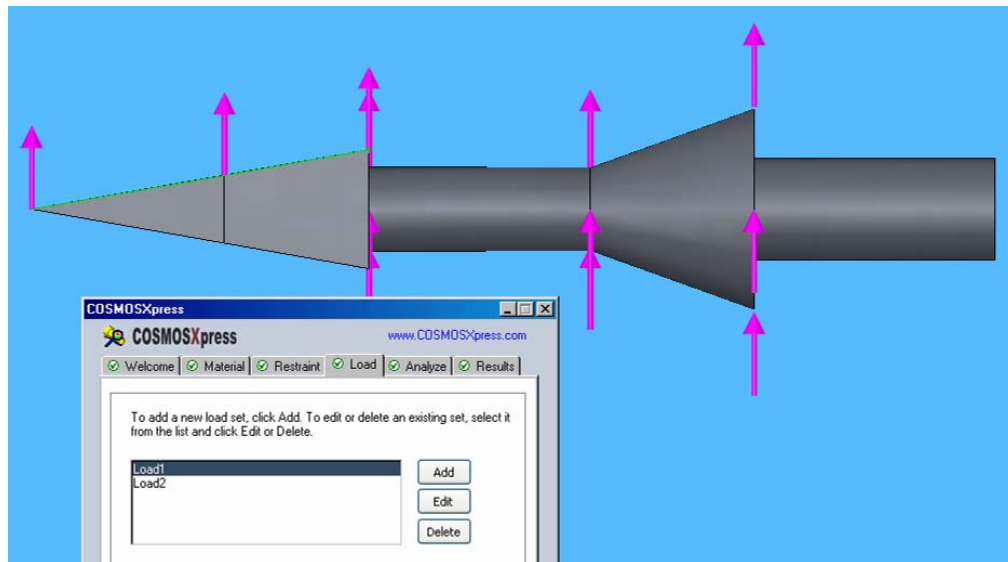 COSMOSXpress
COSMOSXpress www.COSMOSXpress.com
Welcome Material Restraint Load Analyze Results
To add a new load set, click Add. To edit or delete an existing set, select it
from the list and click Edit or Delete.
Load1
Load2
Add
Edit
Delete